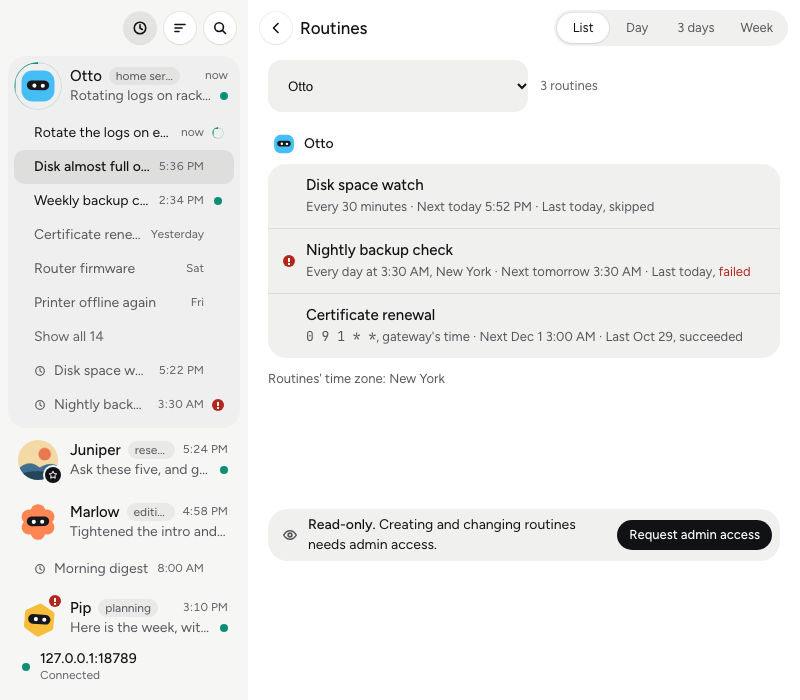 Otto home ser... now
Rotating logs on rack...
Rotate the logs on e... now
Disk almost full o... 5:36 PM
Weekly backup c... 2:34 PM
Certificate rene... Yesterday
Router firmware Sat
Printer offline again Fri
Show all 14
Disk space w... 5:22 PM
Nightly back... 3:30 AM
Juniper rese... 5:24 PM
Ask these five, and g...
Marlow editi... 4:58 PM
Tightened the intro and...
Morning digest 8:00 AM
Pip planning 3:10 PM
Here is the week, wit...
127.0.0.1:18789
Connected
Routines
List Day 3 days Week
Otto 3 routines
Otto
Disk space watch
Every 30 minutes · Next today 5:52 PM · Last today, skipped
Nightly backup check
Every day at 3:30 AM, New York · Next tomorrow 3:30 AM · Last today, failed
Certificate renewal
0 9 1 * *, gateway's time · Next Dec 1 3:00 AM · Last Oct 29, succeeded
Routines' time zone: New York
Read-only. Creating and changing routines
needs admin access.
Request admin access